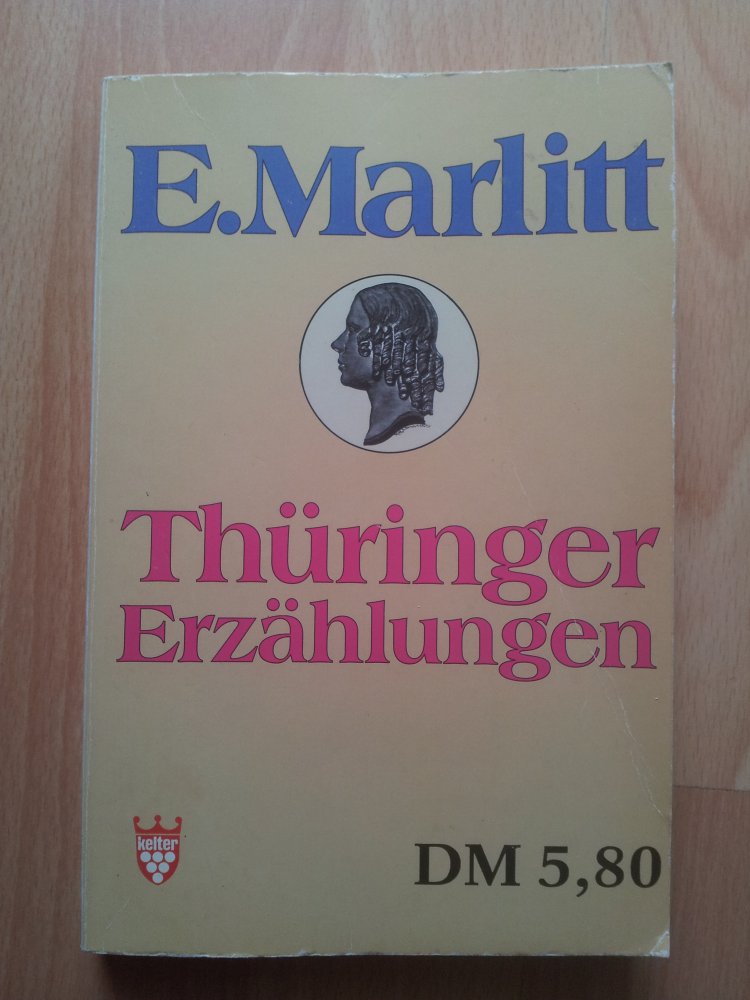 E.Marlitt
Thüringer
Erzählungen
kelter
DM 5,80